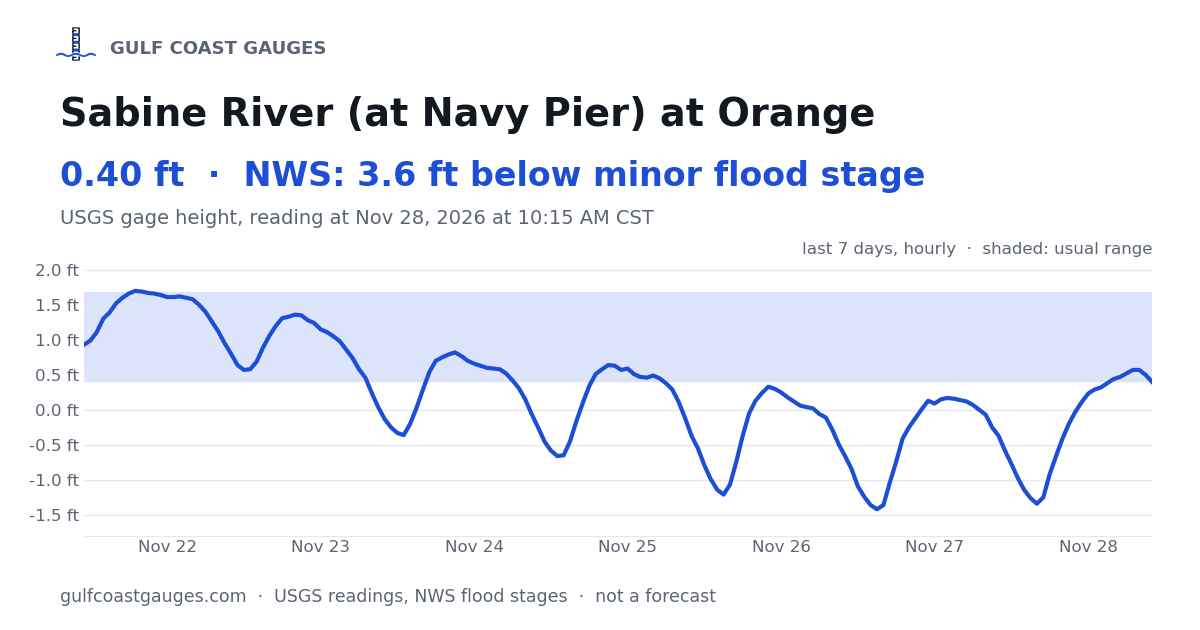 GULF COAST GAUGES
Sabine River (at Navy Pier) at Orange
0.40 ft · NWS: 3.6 ft below minor flood stage
USGS gage height, reading at Nov 28, 2026 at 10:15 AM CST
last 7 days, hourly · shaded: usual range
2.0 ft
1.5 ft
1.0 ft
0.5 ft
0.0 ft
-0.5 ft
-1.0 ft
-1.5 ft
Nov 22 Nov 23 Nov 24 Nov 25 Nov 26 Nov 27 Nov 28
gulfcoastgauges.com · USGS readings, NWS flood stages · not a forecast